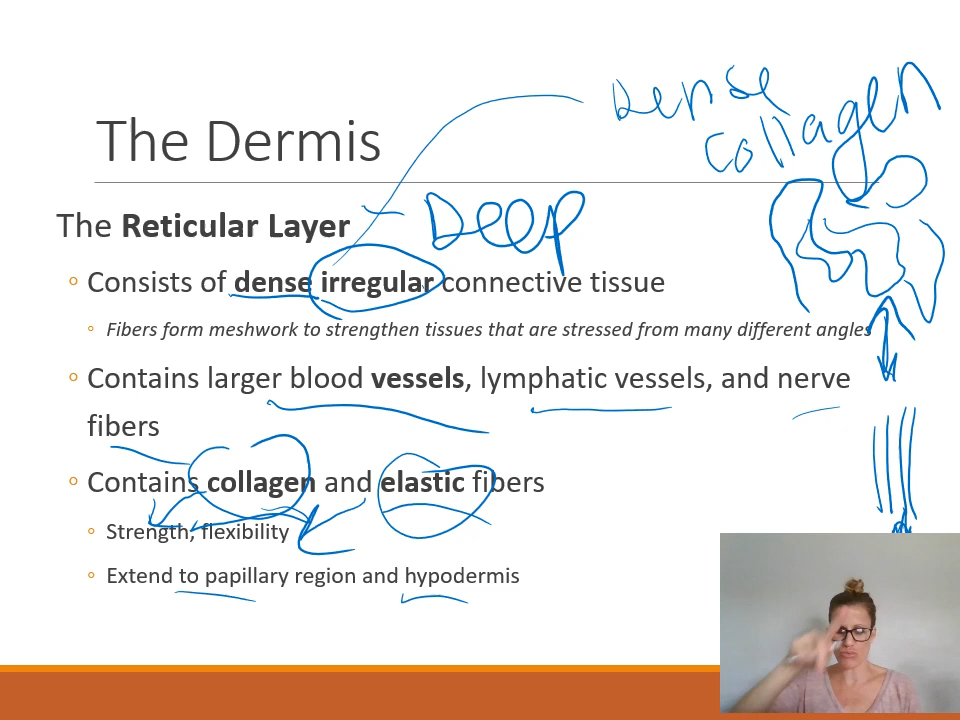 Dense
collagen
The Dermis
The Reticular Layer - Deep
◦ Consists of dense irregular connective tissue
◦ Fibers form meshwork to strengthen tissues that are stressed from many different angles
◦ Contains larger blood vessels, lymphatic vessels, and nerve
fibers
◦ Contains collagen and elastic fibers
◦ Strength, flexibility
◦ Extend to papillary region and hypodermis